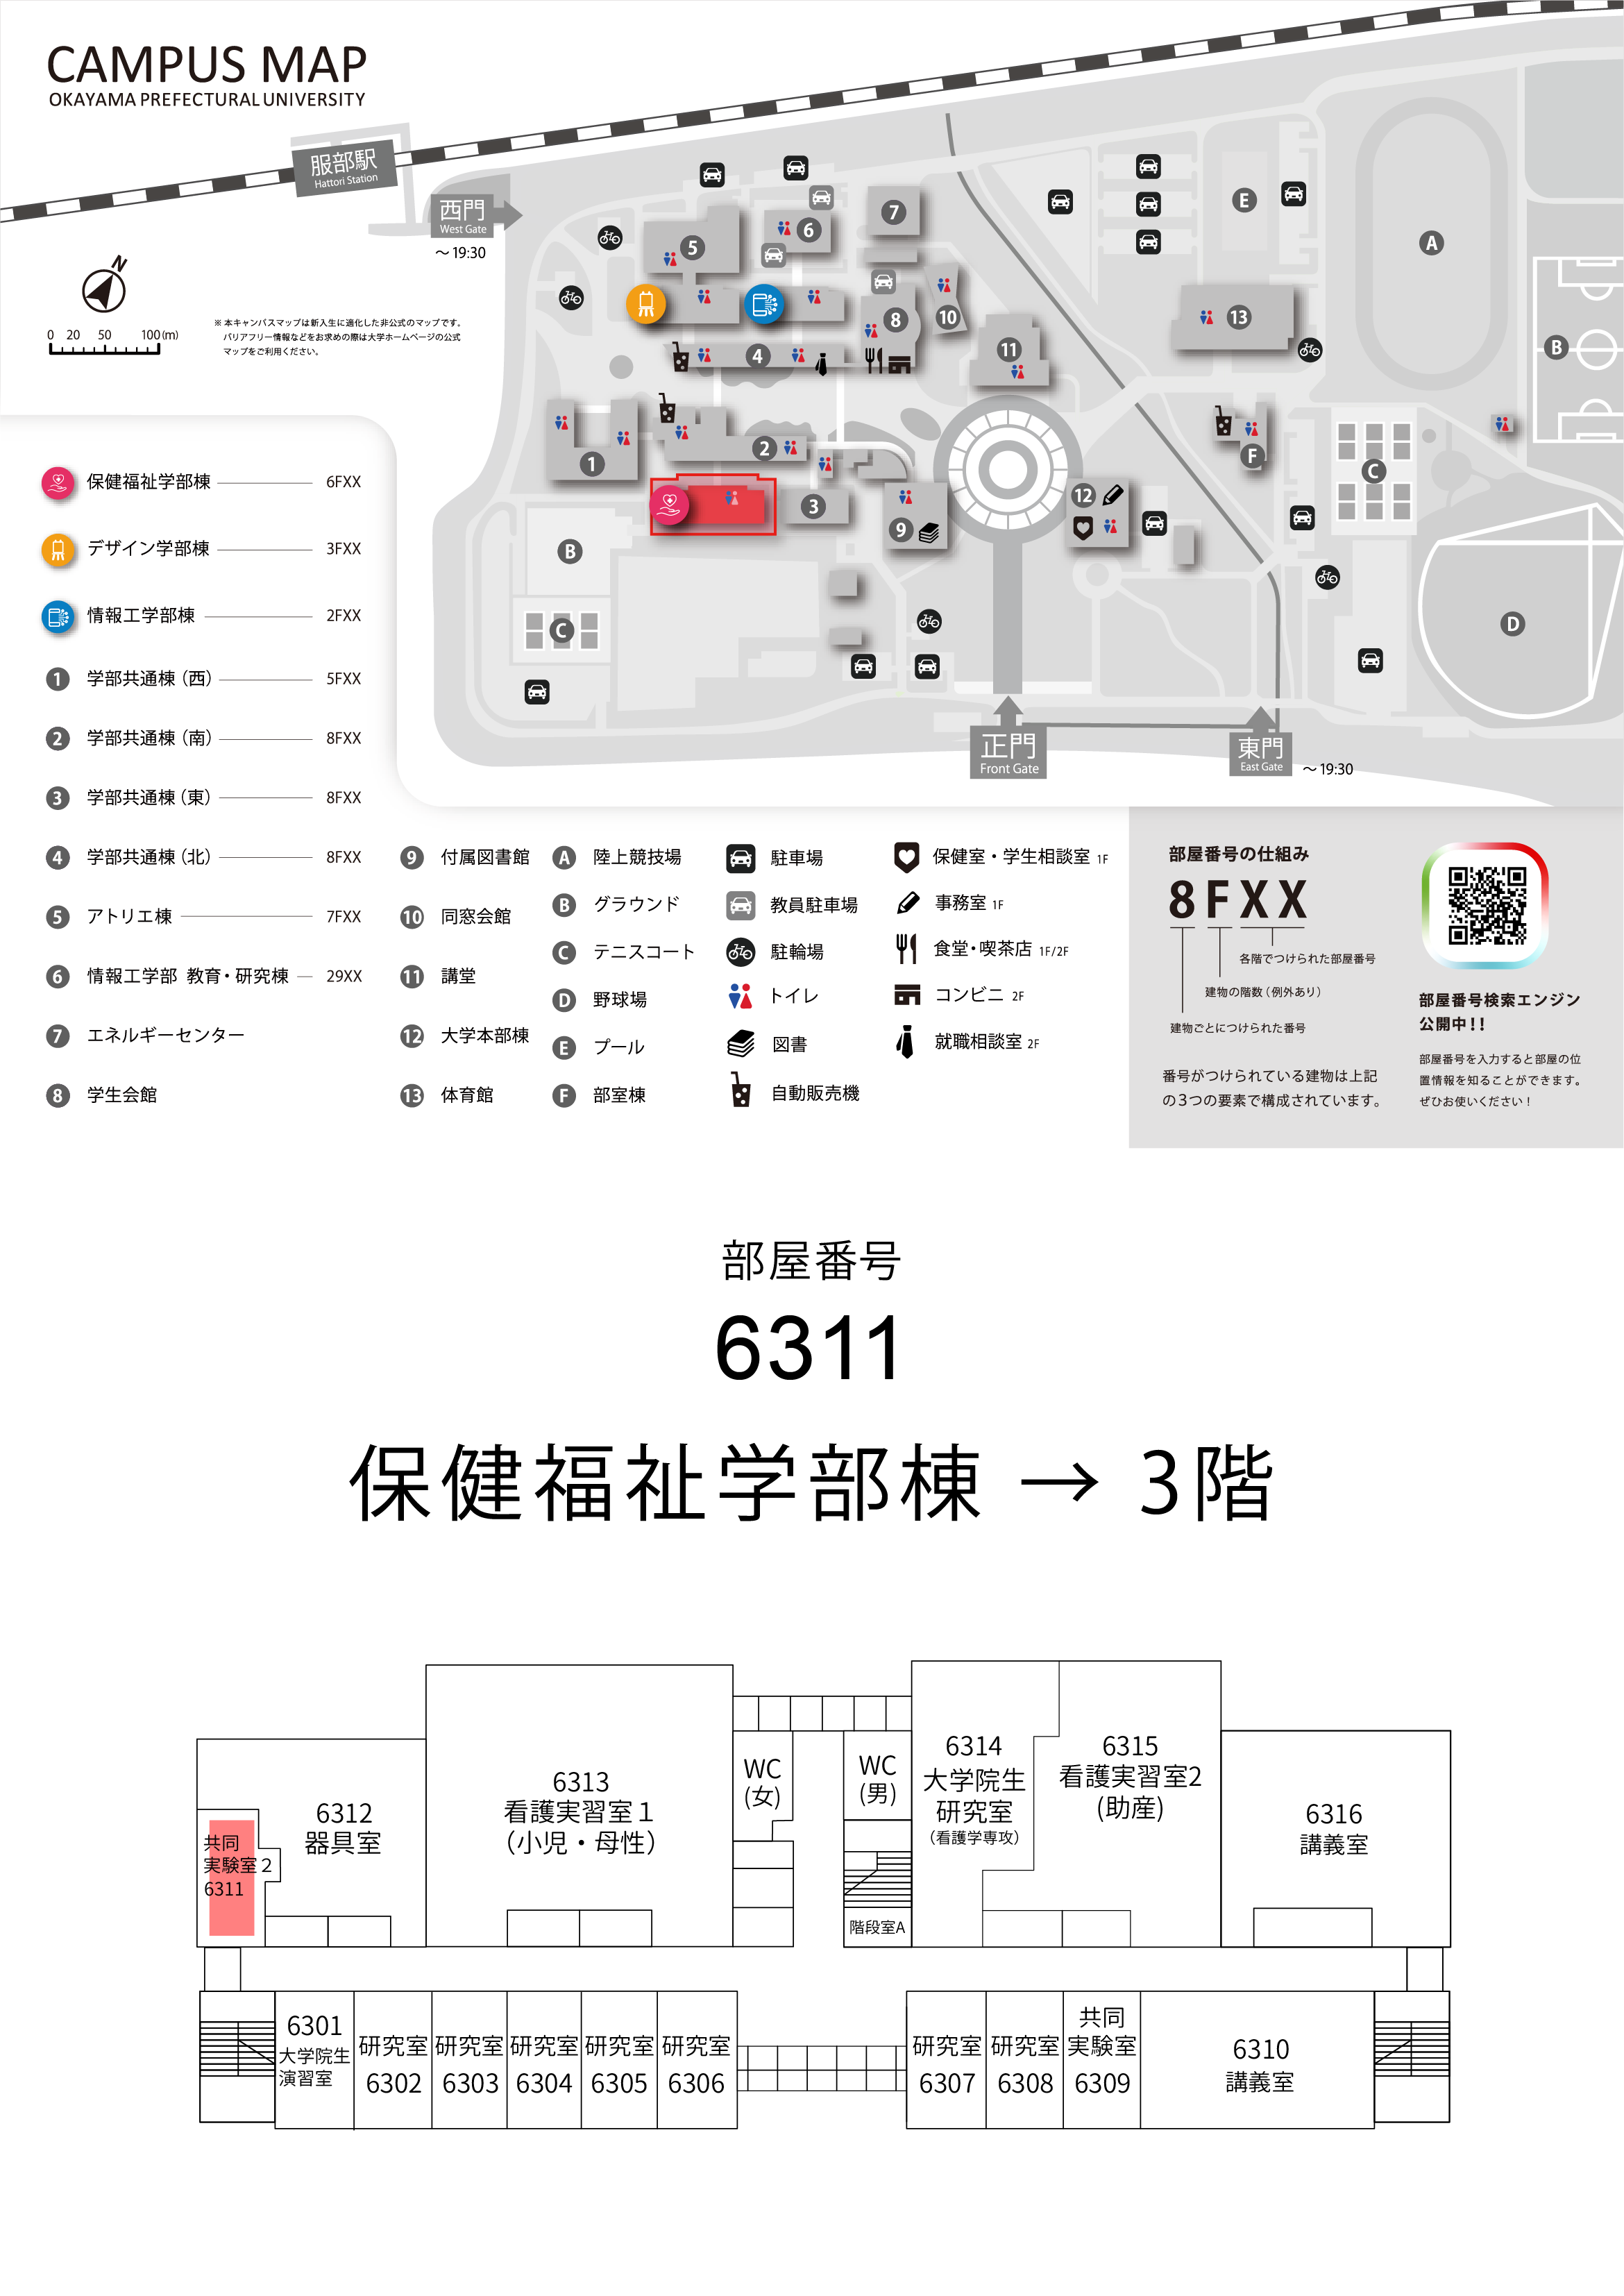 CAMPUS MAP
OKAYAMA PREFECTURAL UNIVERSITY
服部駅
Hattori Station
西門
West Gate
～19:30
N
0 20 50 100(m)
※ 本キャンパスマップは新入生に適化した非公式のマップです。
バリアフリー情報などをお求めの際は大学ホームページの公式
マップをご利用ください。
5
6
7
8
10
4
11
13
E
A
B
1
2
3
9
12
F
C
B
C
D
正門
Front Gate
東門
East Gate
～19:30
保健福祉学部棟 6FXX
デザイン学部棟 3FXX
情報工学部棟 2FXX
1 学部共通棟（西） 5FXX
2 学部共通棟（南） 8FXX
3 学部共通棟（東） 8FXX
4 学部共通棟（北） 8FXX
5 アトリエ棟 7FXX
6 情報工学部 教育・研究棟 29XX
7 エネルギーセンター
8 学生会館
9 付属図書館
10 同窓会館
11 講堂
12 大学本部棟
13 体育館
A 陸上競技場
B グラウンド
C テニスコート
D 野球場
E プール
F 部室棟
駐車場
教員駐車場
駐輪場
トイレ
図書
自動販売機
保健室・学生相談室 1F
事務室 1F
食堂・喫茶店 1F/2F
コンビニ 2F
就職相談室 2F
部屋番号の仕組み
8FXX
各階でつけられた部屋番号
建物の階数（例外あり）
建物ごとにつけられた番号
番号がつけられている建物は上記
の３つの要素で構成されています。
部屋番号検索エンジン
公開中！！
部屋番号を入力すると部屋の位
置情報を知ることができます。
ぜひお使いください！
部屋番号
6311
保健福祉学部棟 → 3階
共同
実験室２
6311
6312
器具室
6313
看護実習室１
（小児・母性）
WC
(女)
WC
(男)
階段室A
6314
大学院生
研究室
（看護学専攻）
6315
看護実習室2
(助産)
6316
講義室
6301
大学院生
演習室
研究室
6302
研究室
6303
研究室
6304
研究室
6305
研究室
6306
研究室
6307
研究室
6308
共同
実験室
6309
6310
講義室